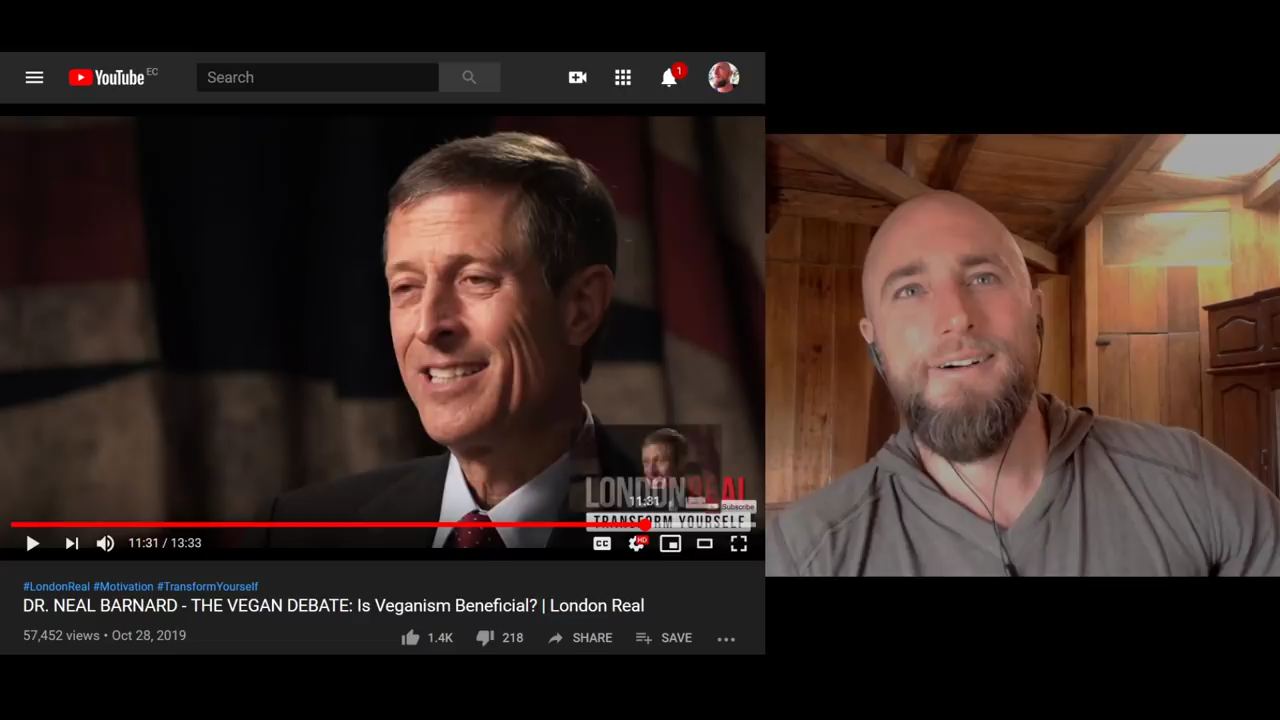 YouTube EC
Search
1
LONDON REAL
11:31
Subscribe
TRANSFORM YOURSELF
11:31 / 13:33
CC
HD
#LondonReal #Motivation #TransformYourself
DR. NEAL BARNARD - THE VEGAN DEBATE: Is Veganism Beneficial? | London Real
57,452 views • Oct 28, 2019
1.4K
218
SHARE
SAVE